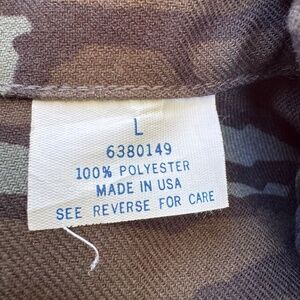 L
6380149
100% POLYESTER
MADE IN USA
SEE REVERSE FOR CARE